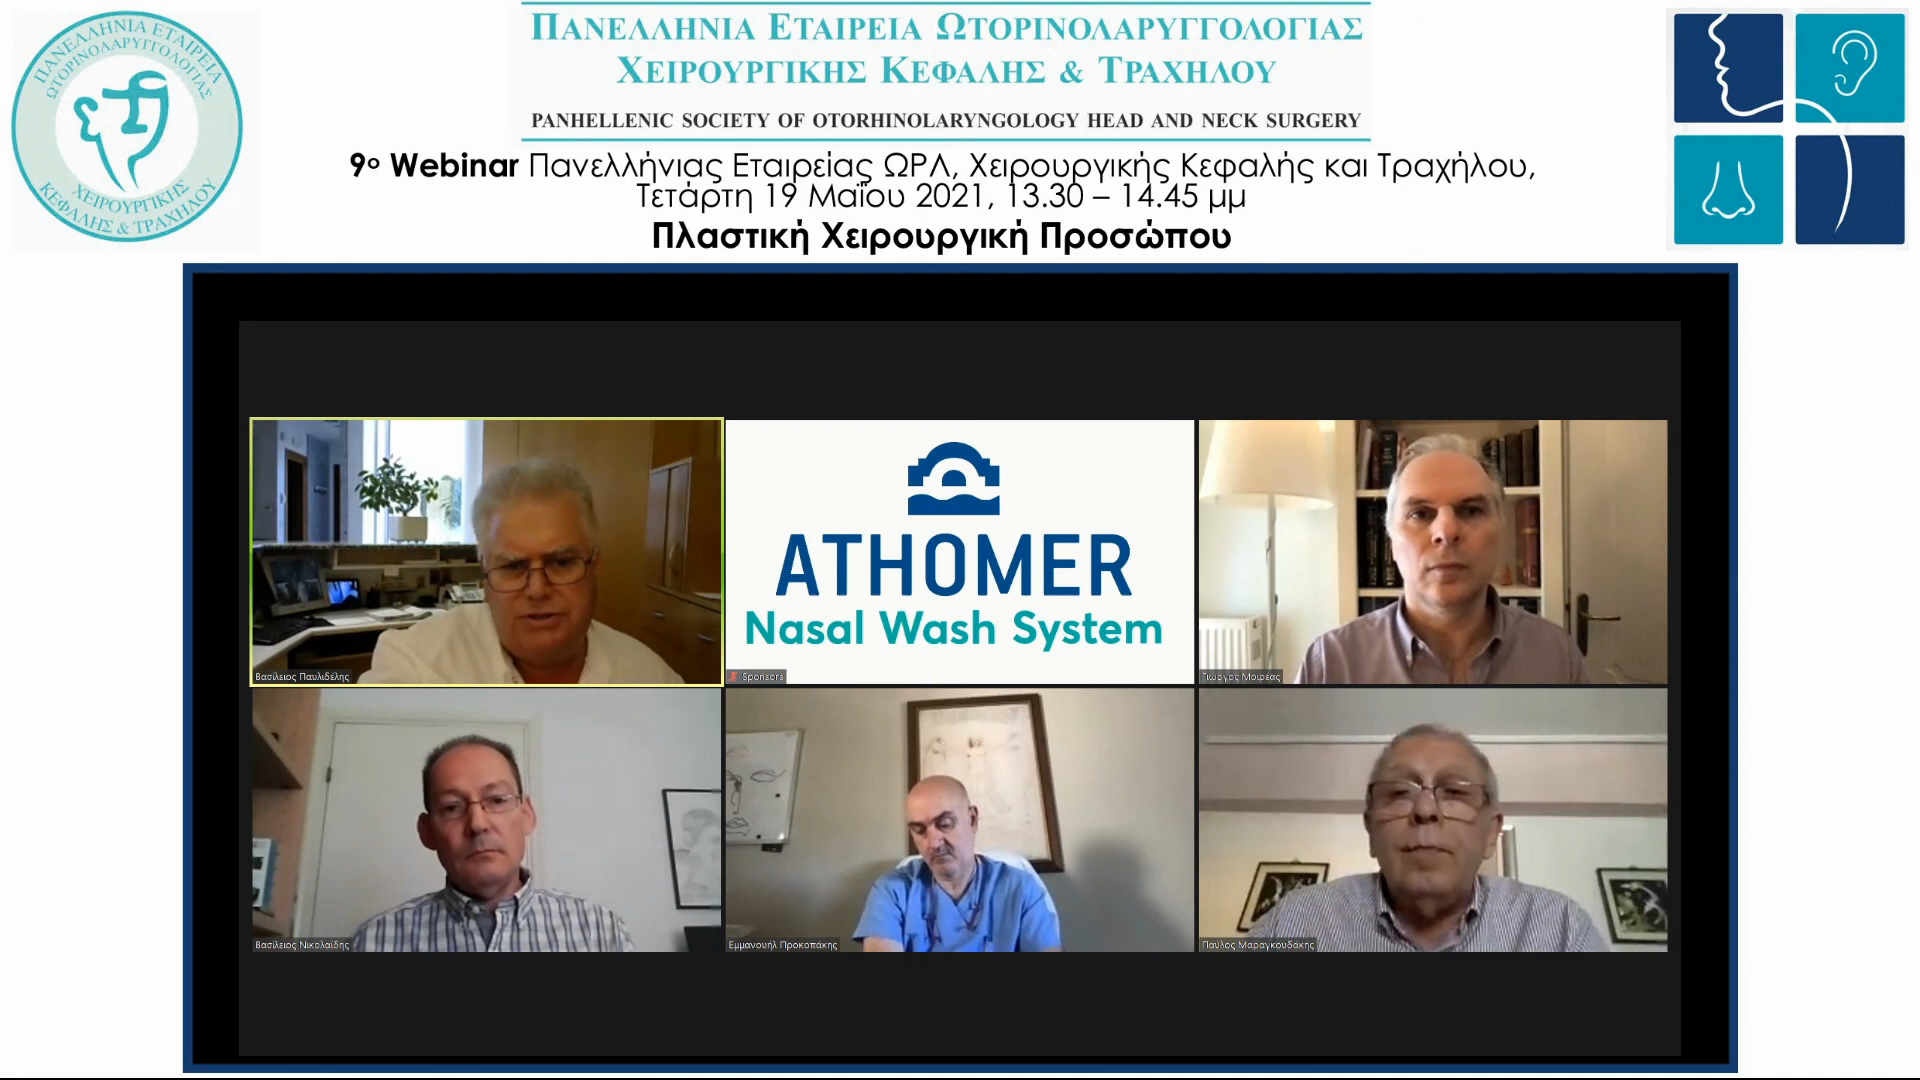 ΠΑΝΕΛΛΗΝΙΑ ΕΤΑΙΡΕΙΑ
ΩΤΟΡΙΝΟΛΑΡΥΓΓΟΛΟΓΙΑΣ
ΧΕΙΡΟΥΡΓΙΚΗΣ
ΚΕΦΑΛΗΣ & ΤΡΑΧΗΛΟΥ
ΠΑΝΕΛΛΗΝΙΑ ΕΤΑΙΡΕΙΑ ΩΤΟΡΙΝΟΛΑΡΥΓΓΟΛΟΓΙΑΣ
ΧΕΙΡΟΥΡΓΙΚΗΣ ΚΕΦΑΛΗΣ & ΤΡΑΧΗΛΟΥ
PANHELLENIC SOCIETY OF OTORHINOLARYNGOLOGY HEAD AND NECK SURGERY
9ο Webinar Πανελλήνιας Εταιρείας ΩΡΛ, Χειρουργικής Κεφαλής και Τραχήλου,
Τετάρτη 19 Μαΐου 2021, 13.30 – 14.45 μμ
Πλαστική Χειρουργική Προσώπου
ATHOMER
Nasal Wash System
Βασίλειος Παυλιδέλης
Sponsors
Γιώργος Μοιρέας
Βασίλειος Νικολαΐδης
Εμμανουήλ Προκοπάκης
Παύλος Μαραγκουδάκης